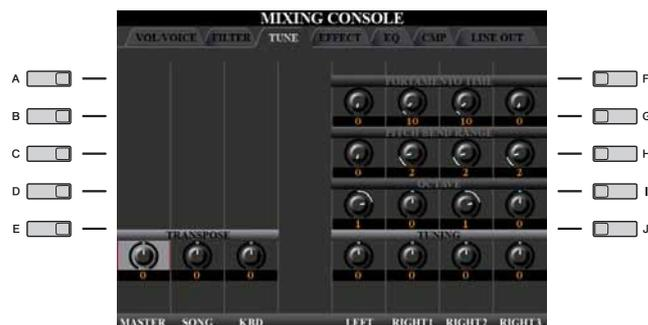 MIXING CONSOLE
VOL/VOICE FILTER TUNE EFFECT EQ CMP LINE OUT
A
PORTAMENTO TIME
F
0 10 10 0
B
G
PITCH BEND RANGE
C
H
0 2 2 2
OCTAVE
D
I
1 0 1 0
E
TRANSPOSE TUNING
J
0 0 0 0 0 0 0
MASTER SONG KBD LEFT RIGHT1 RIGHT2 RIGHT3